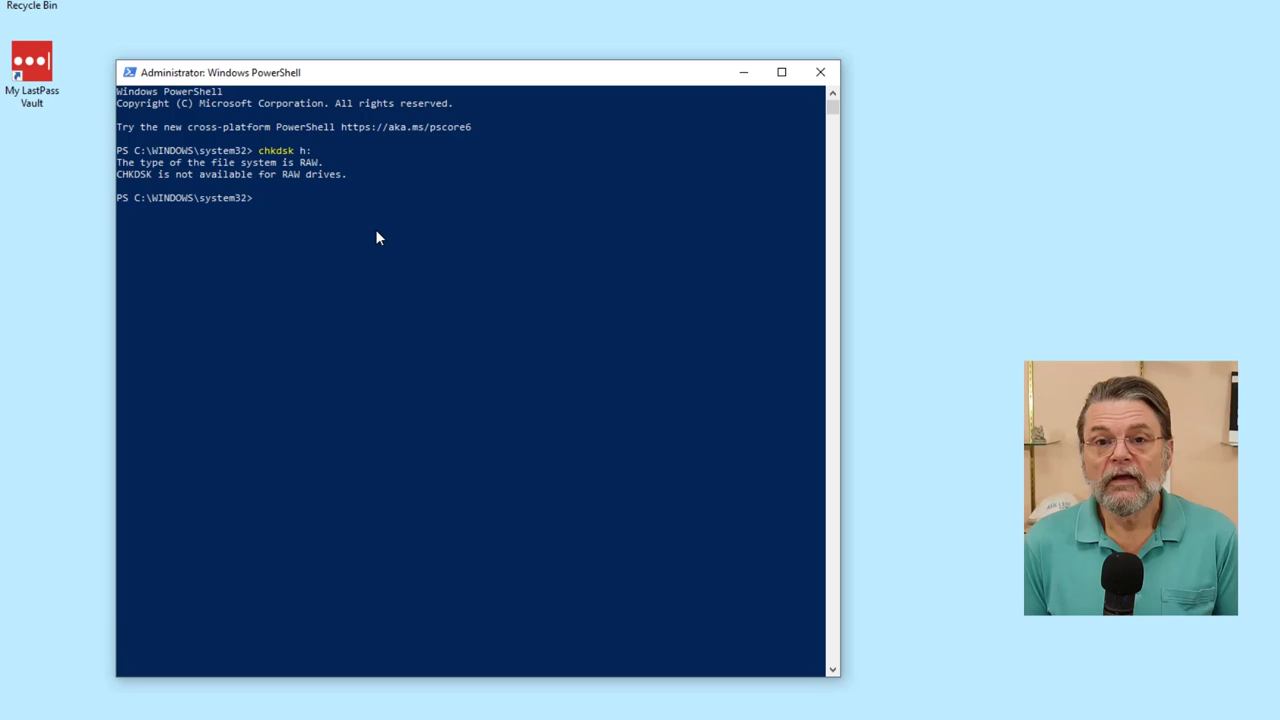 Recycle Bin
My LastPass
Vault
Administrator: Windows PowerShell
Windows PowerShell
Copyright (C) Microsoft Corporation. All rights reserved.
Try the new cross-platform PowerShell https://aka.ms/pscore6
PS C:\WINDOWS\system32> chkdsk h:
The type of the file system is RAW.
CHKDSK is not available for RAW drives.
PS C:\WINDOWS\system32>